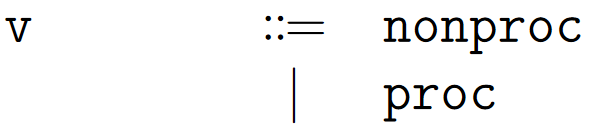 v ::= nonproc
| proc